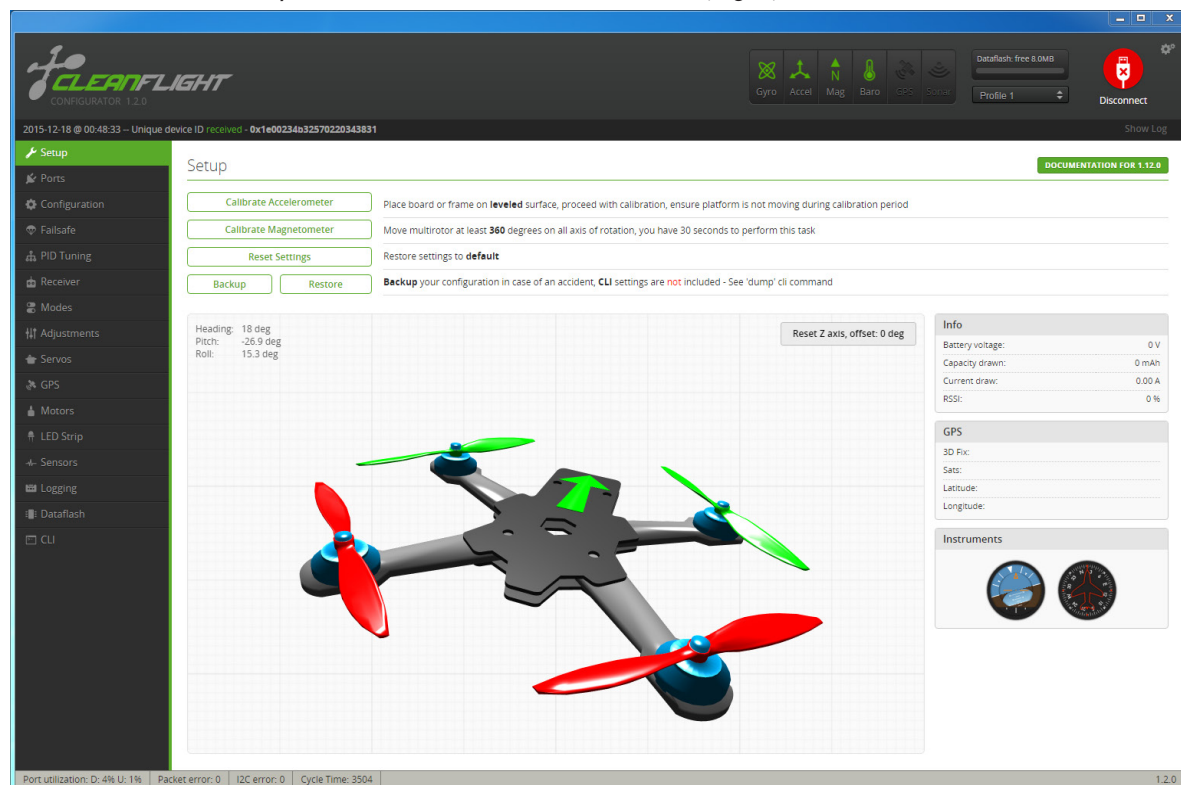 CLEANFLIGHT
CONFIGURATOR 1.2.0
Gyro Accel Mag Baro GPS Sonar
Dataflash: free 8.0MB
Profile 1
Disconnect
2015-12-18 @ 00:48:33 -- Unique device ID received - 0x1e00234b32570220343831
Show Log
Setup
Ports
Configuration
Failsafe
PID Tuning
Receiver
Modes
Adjustments
Servos
GPS
Motors
LED Strip
Sensors
Logging
Dataflash
CLI
Setup
DOCUMENTATION FOR 1.12.0
Calibrate Accelerometer Place board or frame on leveled surface, proceed with calibration, ensure platform is not moving during calibration period
Calibrate Magnetometer Move multirotor at least 360 degrees on all axis of rotation, you have 30 seconds to perform this task
Reset Settings Restore settings to default
Backup Restore Backup your configuration in case of an accident, CLI settings are not included - See 'dump' cli command
Heading: 18 deg
Pitch: -26.9 deg
Roll: 15.3 deg
Reset Z axis, offset: 0 deg
Info
Battery voltage: 0 V
Capacity drawn: 0 mAh
Current draw: 0.00 A
RSSI: 0 %
GPS
3D Fix:
Sats:
Latitude:
Longitude:
Instruments
Port utilization: D: 4% U: 1% Packet error: 0 I2C error: 0 Cycle Time: 3504 1.2.0